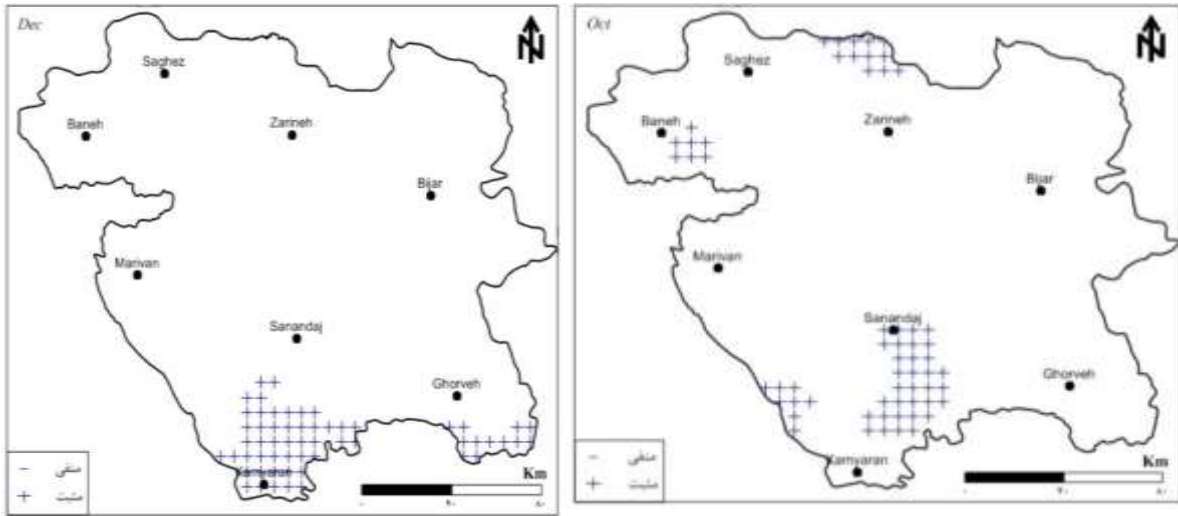 Dec
N
Saghez
Baneh
Zarineh
Bijar
Marivan
Sanandaj
Ghorveh
Kamyaran
منفی
مثبت
Km
Oct
N
Saghez
Baneh
Zarineh
Bijar
Marivan
Sanandaj
Ghorveh
Kamyaran
منفی
مثبت
Km